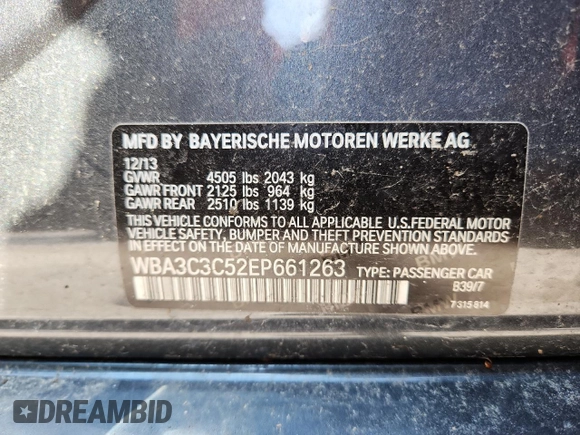 MFD BY BAYERISCHE MOTOREN WERKE AG
12/13
GVWR 4505 lbs 2043 kg
GAWR FRONT 2125 lbs 964 kg
GAWR REAR 2510 lbs 1139 kg
THIS VEHICLE CONFORMS TO ALL APPLICABLE U.S.FEDERAL MOTOR
VEHICLE SAFETY, BUMPER AND THEFT PREVENTION STANDARDS
IN EFFECT ON THE DATE OF MANUFACTURE SHOWN ABOVE.
WBA3C3C52EP661263 TYPE: PASSENGER CAR
B39/7
7315814
DREAMBID